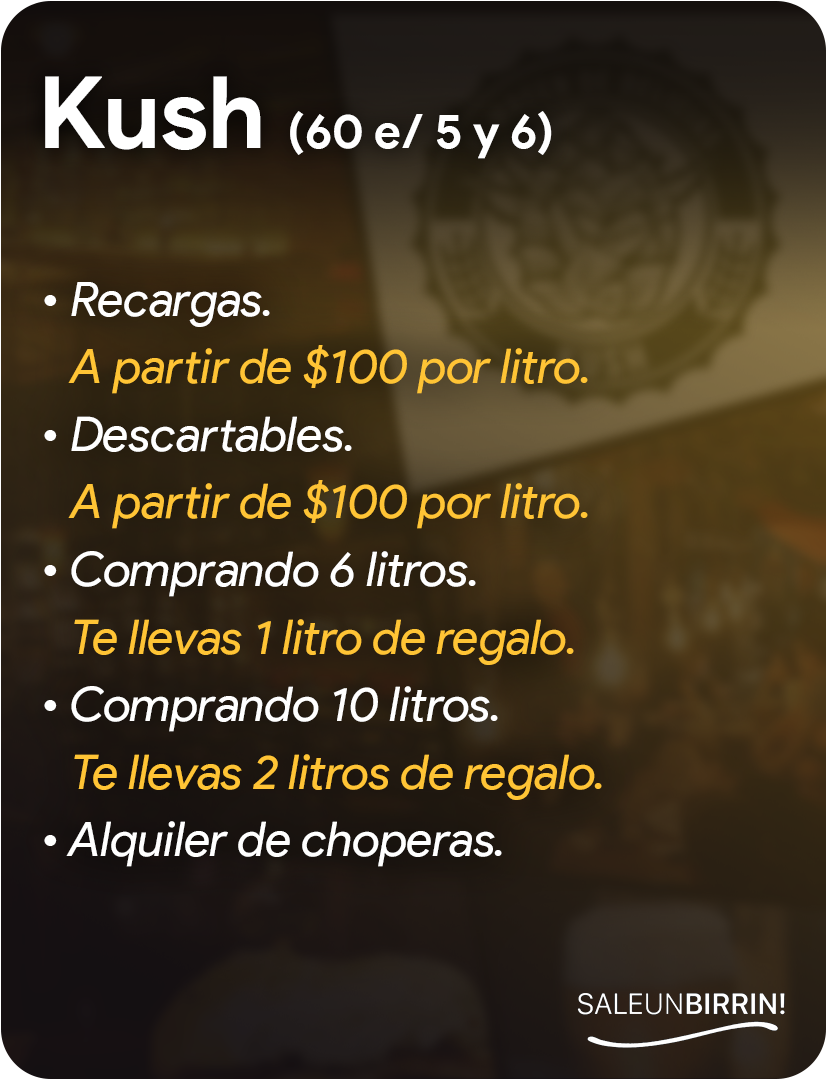 Kush (60 e/ 5 y 6)
• Recargas.
A partir de $100 por litro.
• Descartables.
A partir de $100 por litro.
• Comprando 6 litros.
Te llevas 1 litro de regalo.
• Comprando 10 litros.
Te llevas 2 litros de regalo.
• Alquiler de choperas.
SALEUNBIRRIN!